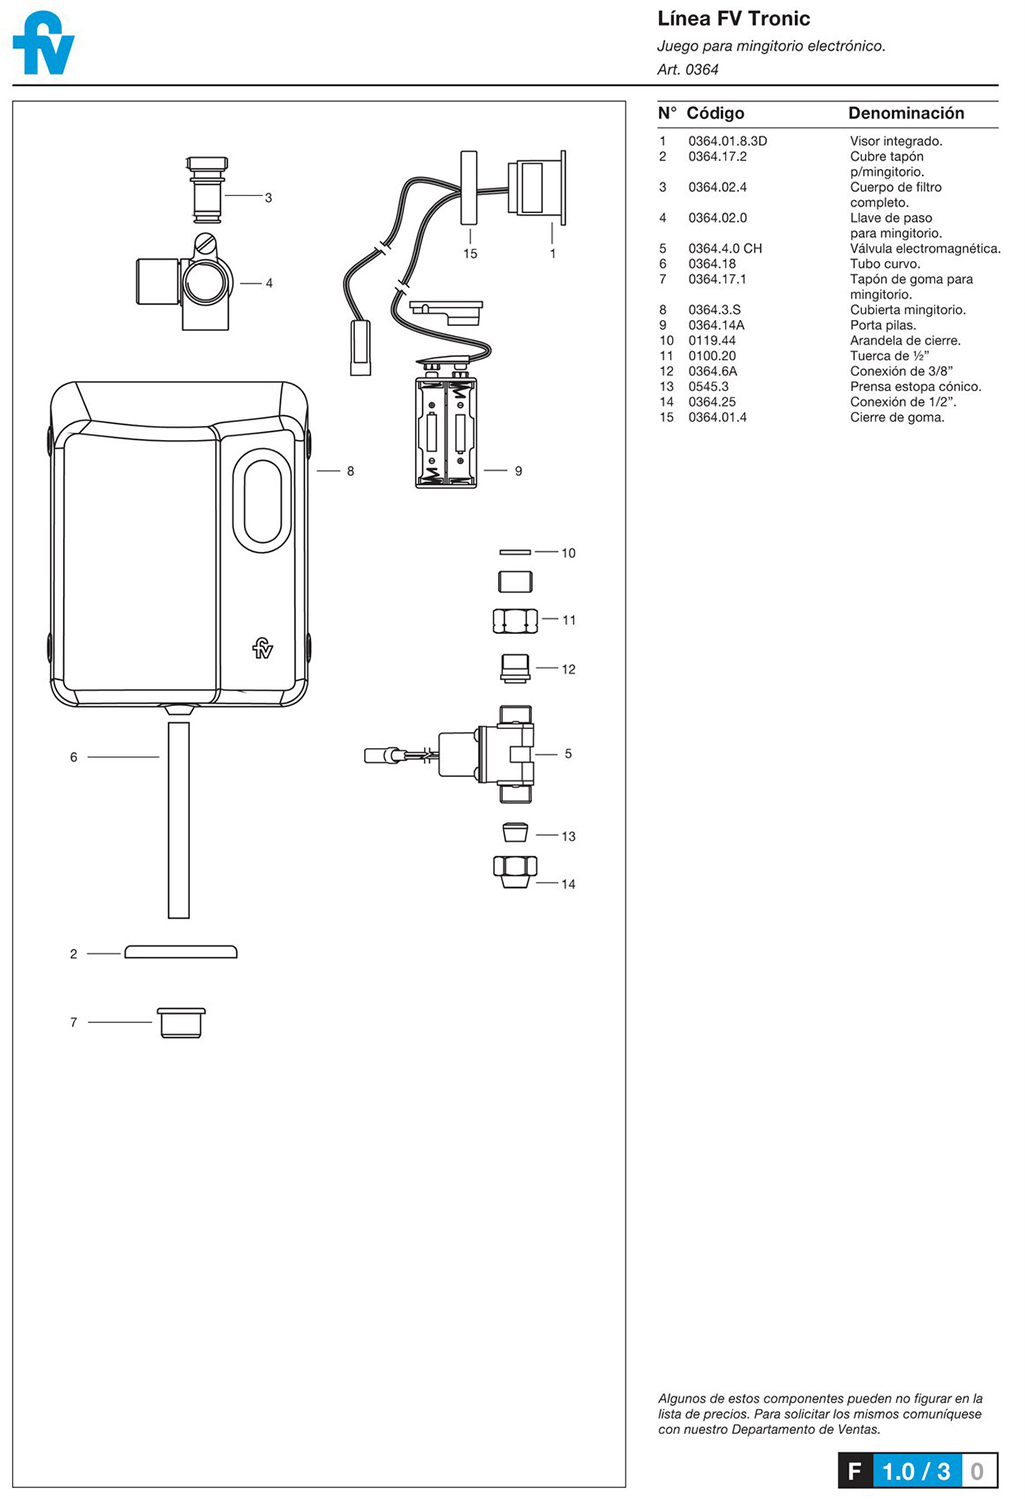 fv
Línea FV Tronic
Juego para mingitorio electrónico.
Art. 0364
N° Código Denominación
1 0364.01.8.3D Visor integrado.
2 0364.17.2 Cubre tapón
p/mingitorio.
3 0364.02.4 Cuerpo de filtro
completo.
4 0364.02.0 Llave de paso
para mingitorio.
5 0364.4.0 CH Válvula electromagnética.
6 0364.18 Tubo curvo.
7 0364.17.1 Tapón de goma para
mingitorio.
8 0364.3.S Cubierta mingitorio.
9 0364.14A Porta pilas.
10 0119.44 Arandela de cierre.
11 0100.20 Tuerca de ½”
12 0364.6A Conexión de 3/8”
13 0545.3 Prensa estopa cónico.
14 0364.25 Conexión de 1/2”.
15 0364.01.4 Cierre de goma.
3
15
1
4
8
9
10
11
12
fv
6
5
13
14
2
7
Algunos de estos componentes pueden no figurar en la
lista de precios. Para solicitar los mismos comuníquese
con nuestro Departamento de Ventas.
F 1.0 / 3 0